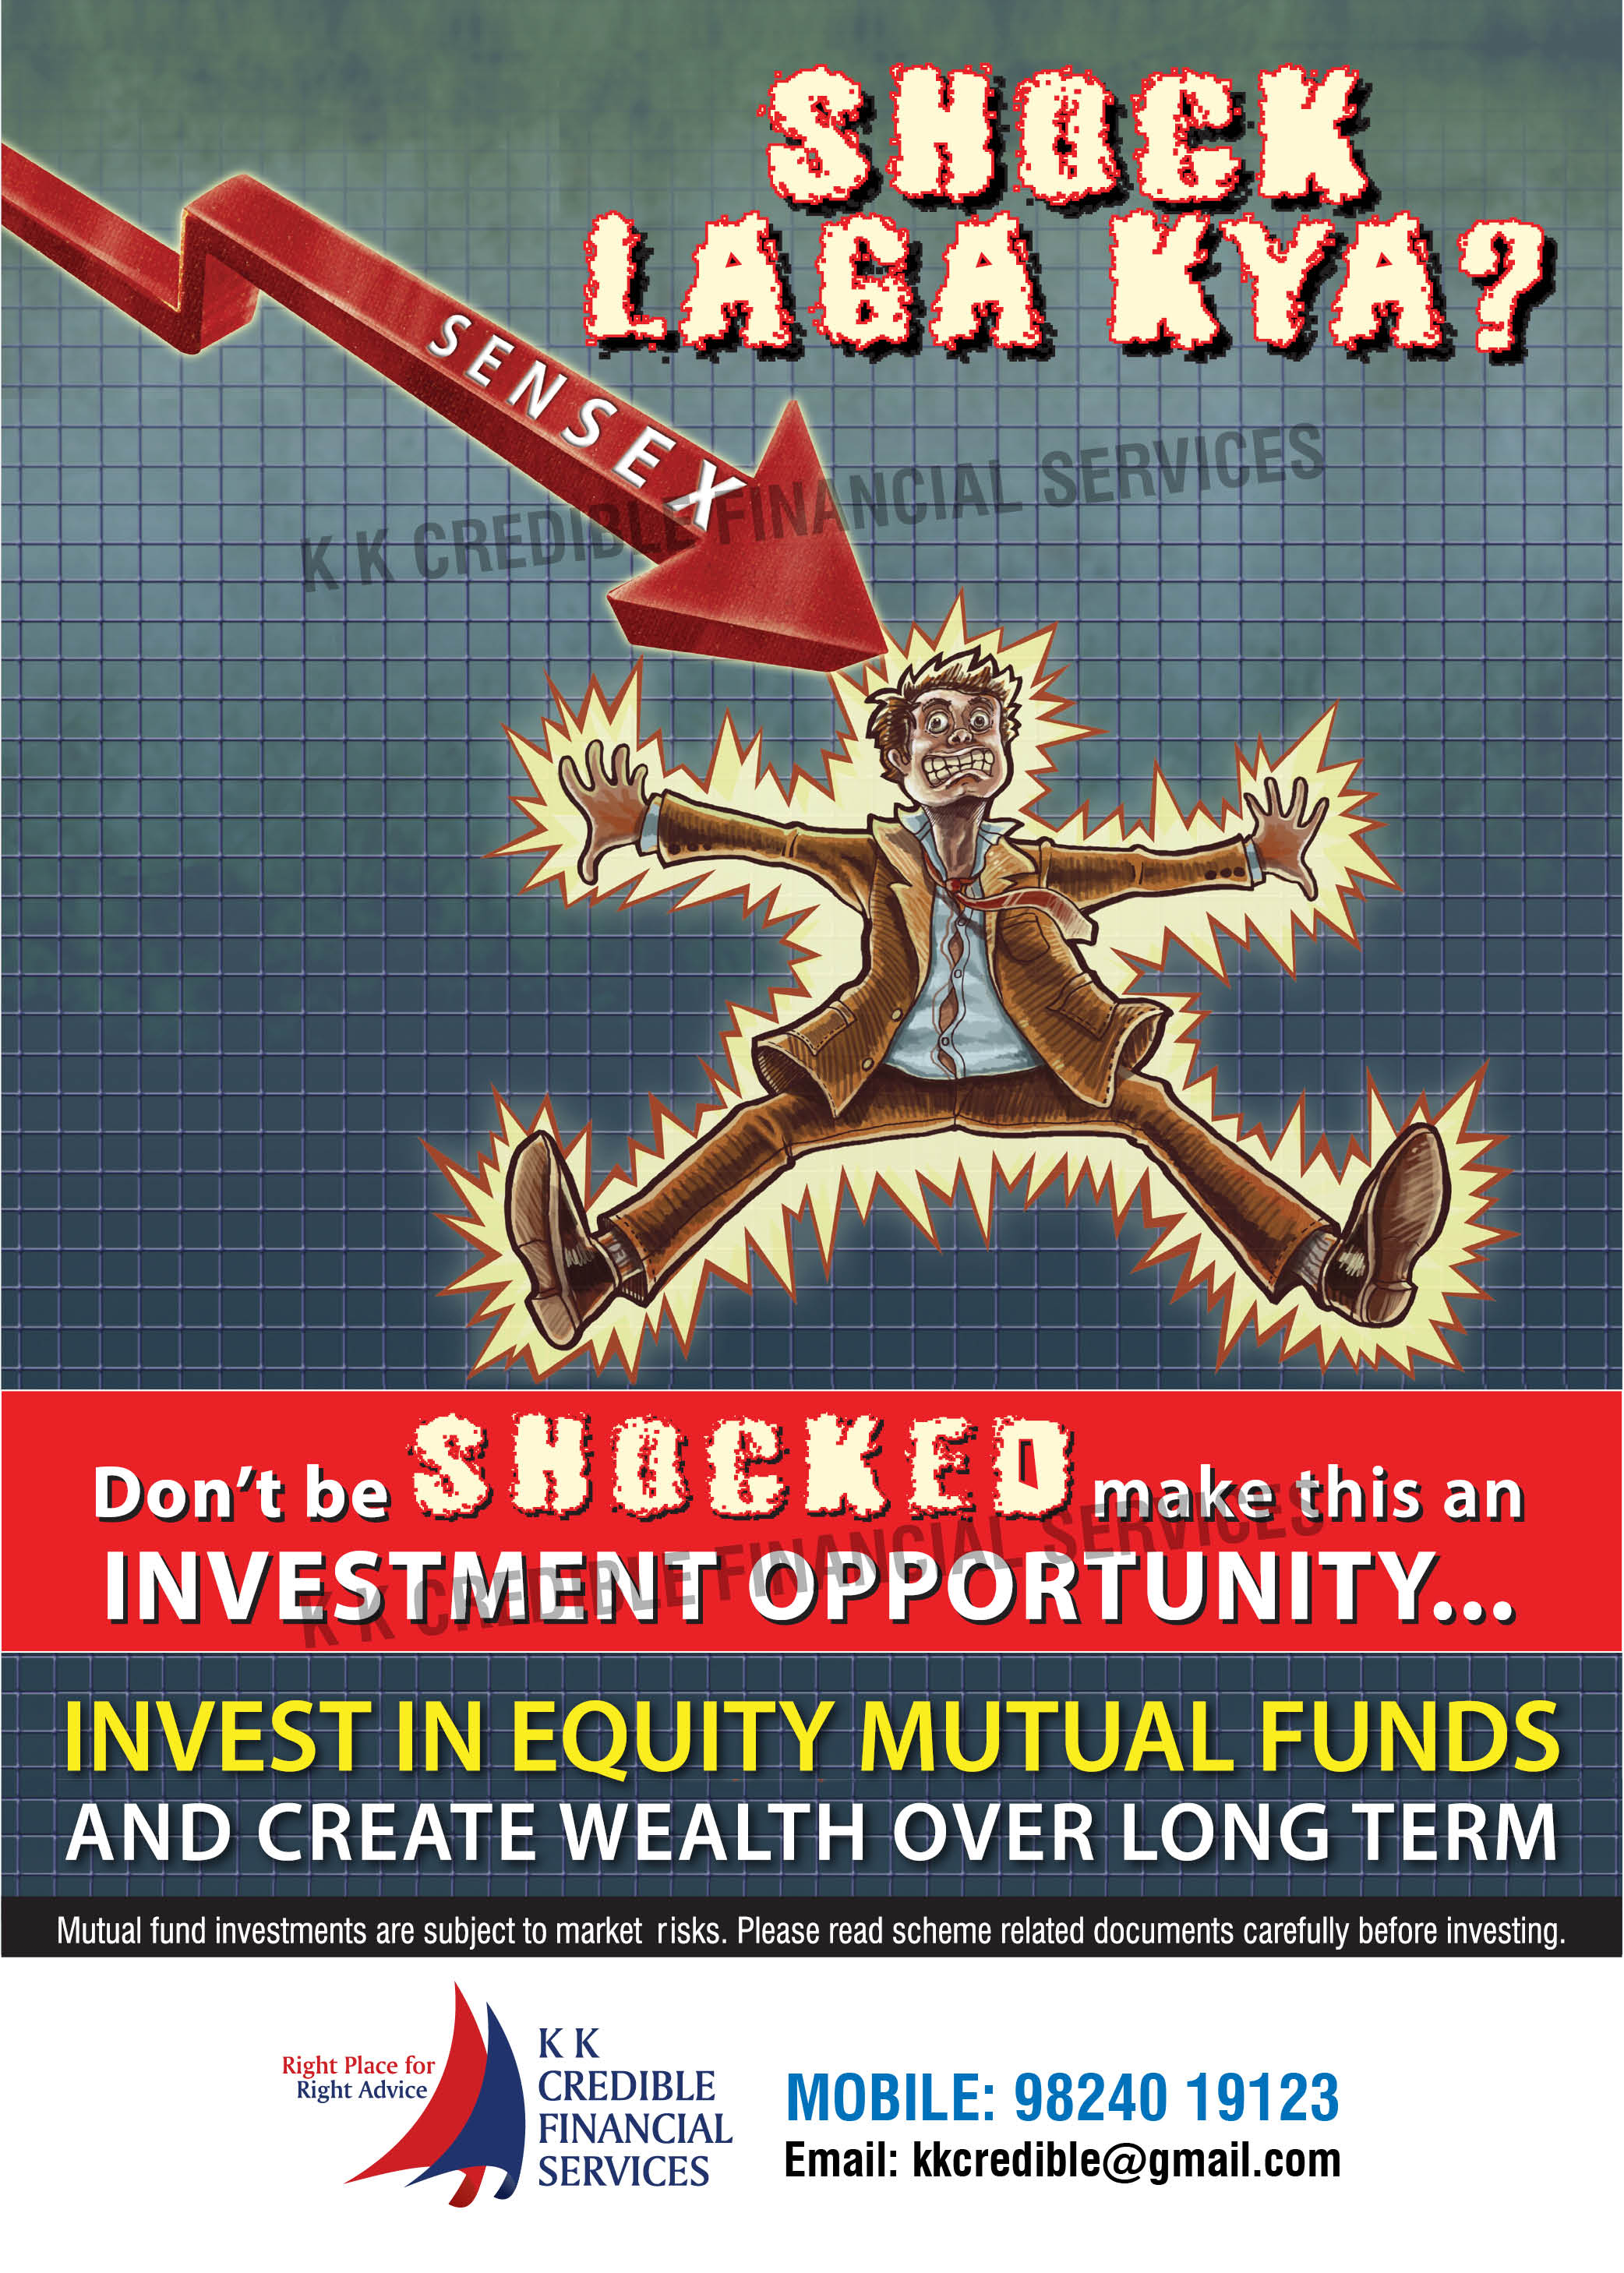 SHOCK
LAGA KYA?
SENSEX
K K CREDIBLE FINANCIAL SERVICES
Don't be SHOCKED make this an
INVESTMENT OPPORTUNITY...
K K CREDIBLE FINANCIAL SERVICES
INVEST IN EQUITY MUTUAL FUNDS
AND CREATE WEALTH OVER LONG TERM
Mutual fund investments are subject to market risks. Please read scheme related documents carefully before investing.
Right Place for
Right Advice
K K
CREDIBLE
FINANCIAL
SERVICES
MOBILE: 98240 19123
Email: kkcredible@gmail.com